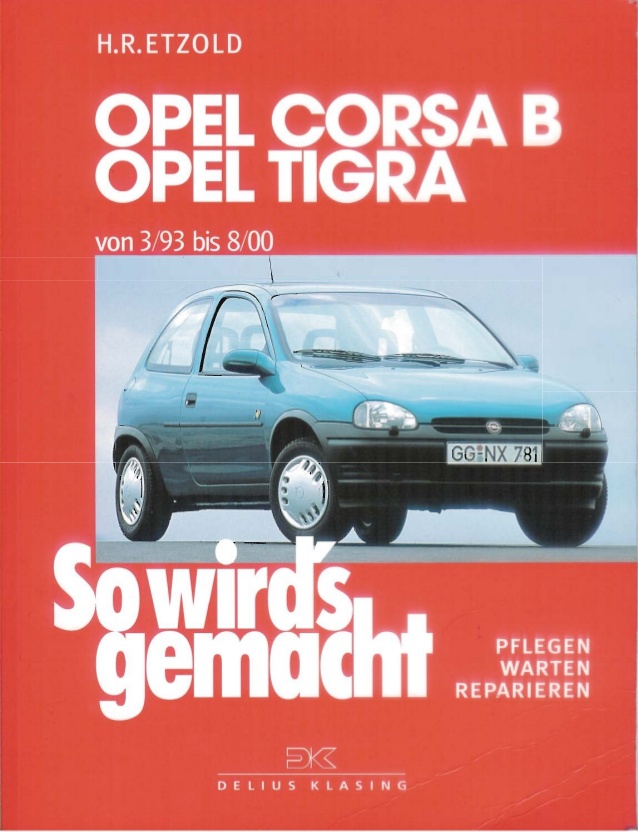 H.R.ETZOLD
OPEL CORSA B
OPEL TIGRA
von 3/93 bis 8/00
GG NX 781
So wird's
gemacht
PFLEGEN
WARTEN
REPARIEREN
DK
DELIUS KLASING